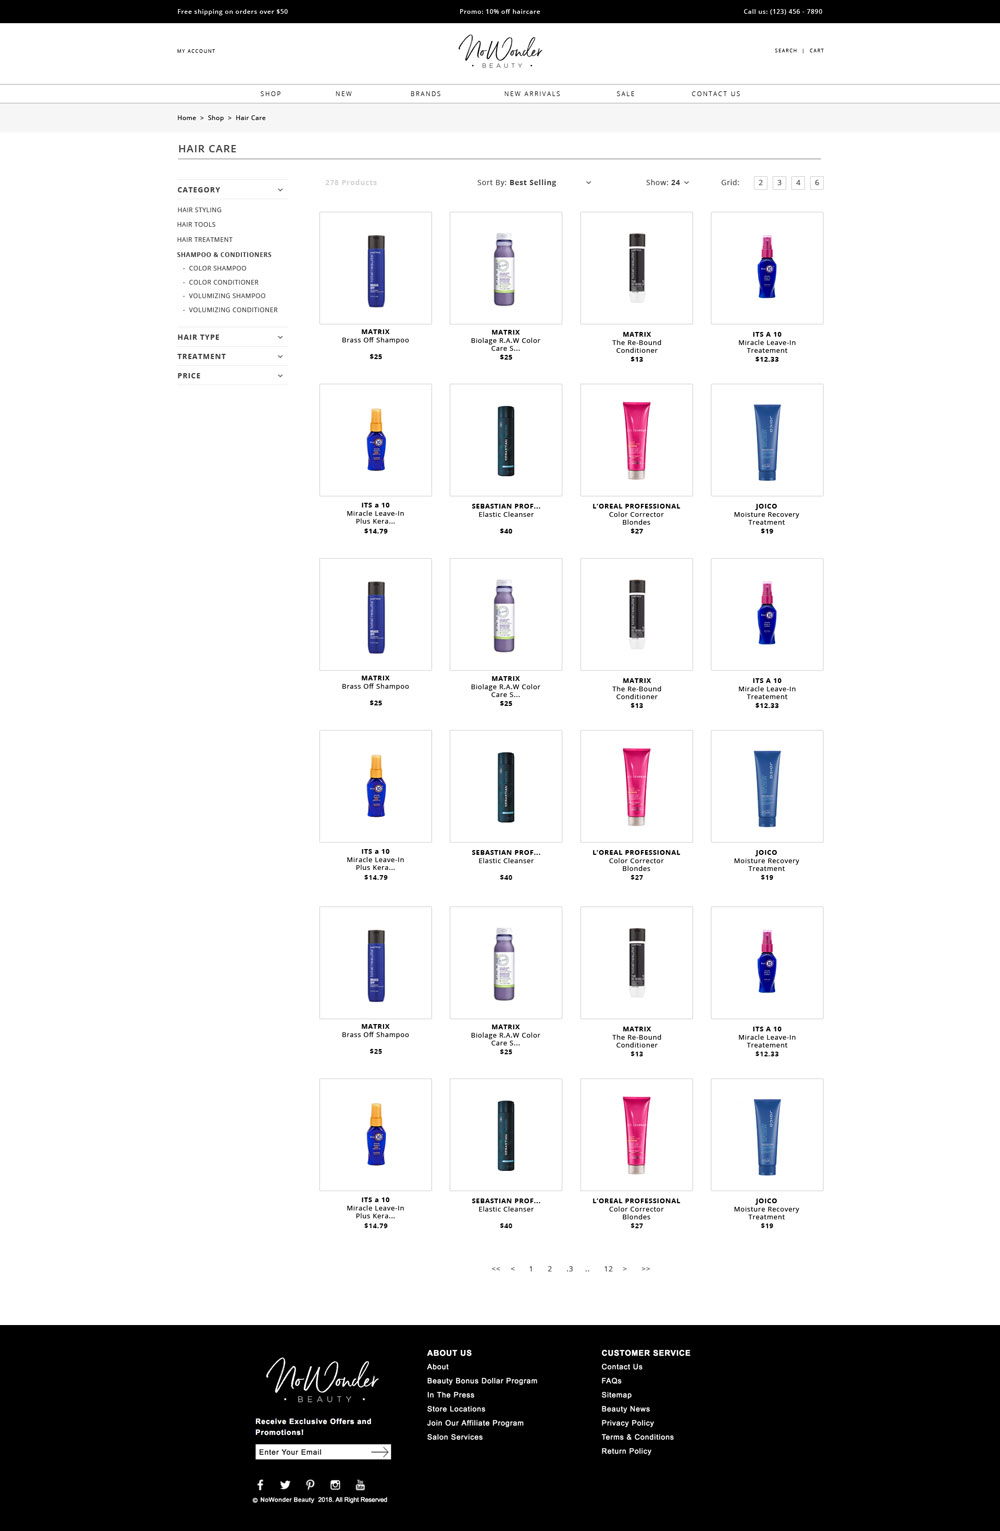 Free shipping on orders over $50
Promo: 10% off haircare
Call us: (123) 456 - 7890
MY ACCOUNT
NoWonder
• BEAUTY •
SEARCH | CART
SHOP
NEW
BRANDS
NEW ARRIVALS
SALE
CONTACT US
Home > Shop > Hair Care
HAIR CARE
CATEGORY
HAIR STYLING
HAIR TOOLS
HAIR TREATMENT
SHAMPOO & CONDITIONERS
- COLOR SHAMPOO
- COLOR CONDITIONER
- VOLUMIZING SHAMPOO
- VOLUMIZING CONDITIONER
HAIR TYPE
TREATMENT
PRICE
278 Products
Sort By: Best Selling
Show: 24
Grid: 2 3 4 6
MATRIX
Brass Off Shampoo
$25
MATRIX
Biolage R.A.W Color
Care S...
$25
MATRIX
The Re-Bound
Conditioner
$13
ITS A 10
Miracle Leave-In
Treatement
$12.33
ITS a 10
Miracle Leave-In
Plus Kera...
$14.79
SEBASTIAN PROF...
Elastic Cleanser
$40
L'OREAL PROFESSIONAL
Color Corrector
Blondes
$27
JOICO
Moisture Recovery
Treatment
$19
MATRIX
Brass Off Shampoo
$25
MATRIX
Biolage R.A.W Color
Care S...
$25
MATRIX
The Re-Bound
Conditioner
$13
ITS A 10
Miracle Leave-In
Treatement
$12.33
ITS a 10
Miracle Leave-In
Plus Kera...
$14.79
SEBASTIAN PROF...
Elastic Cleanser
$40
L'OREAL PROFESSIONAL
Color Corrector
Blondes
$27
JOICO
Moisture Recovery
Treatment
$19
MATRIX
Brass Off Shampoo
$25
MATRIX
Biolage R.A.W Color
Care S...
$25
MATRIX
The Re-Bound
Conditioner
$13
ITS A 10
Miracle Leave-In
Treatement
$12.33
ITS a 10
Miracle Leave-In
Plus Kera...
$14.79
SEBASTIAN PROF...
Elastic Cleanser
$40
L'OREAL PROFESSIONAL
Color Corrector
Blondes
$27
JOICO
Moisture Recovery
Treatment
$19
<< < 1 2 .3 .. 12 > >>
NoWonder
• BEAUTY •
Receive Exclusive Offers and
Promotions!
Enter Your Email
© NoWonder Beauty 2018. All Right Reserved
ABOUT US
About
Beauty Bonus Dollar Program
In The Press
Store Locations
Join Our Affiliate Program
Salon Services
CUSTOMER SERVICE
Contact Us
FAQs
Sitemap
Beauty News
Privacy Policy
Terms & Conditions
Return Policy